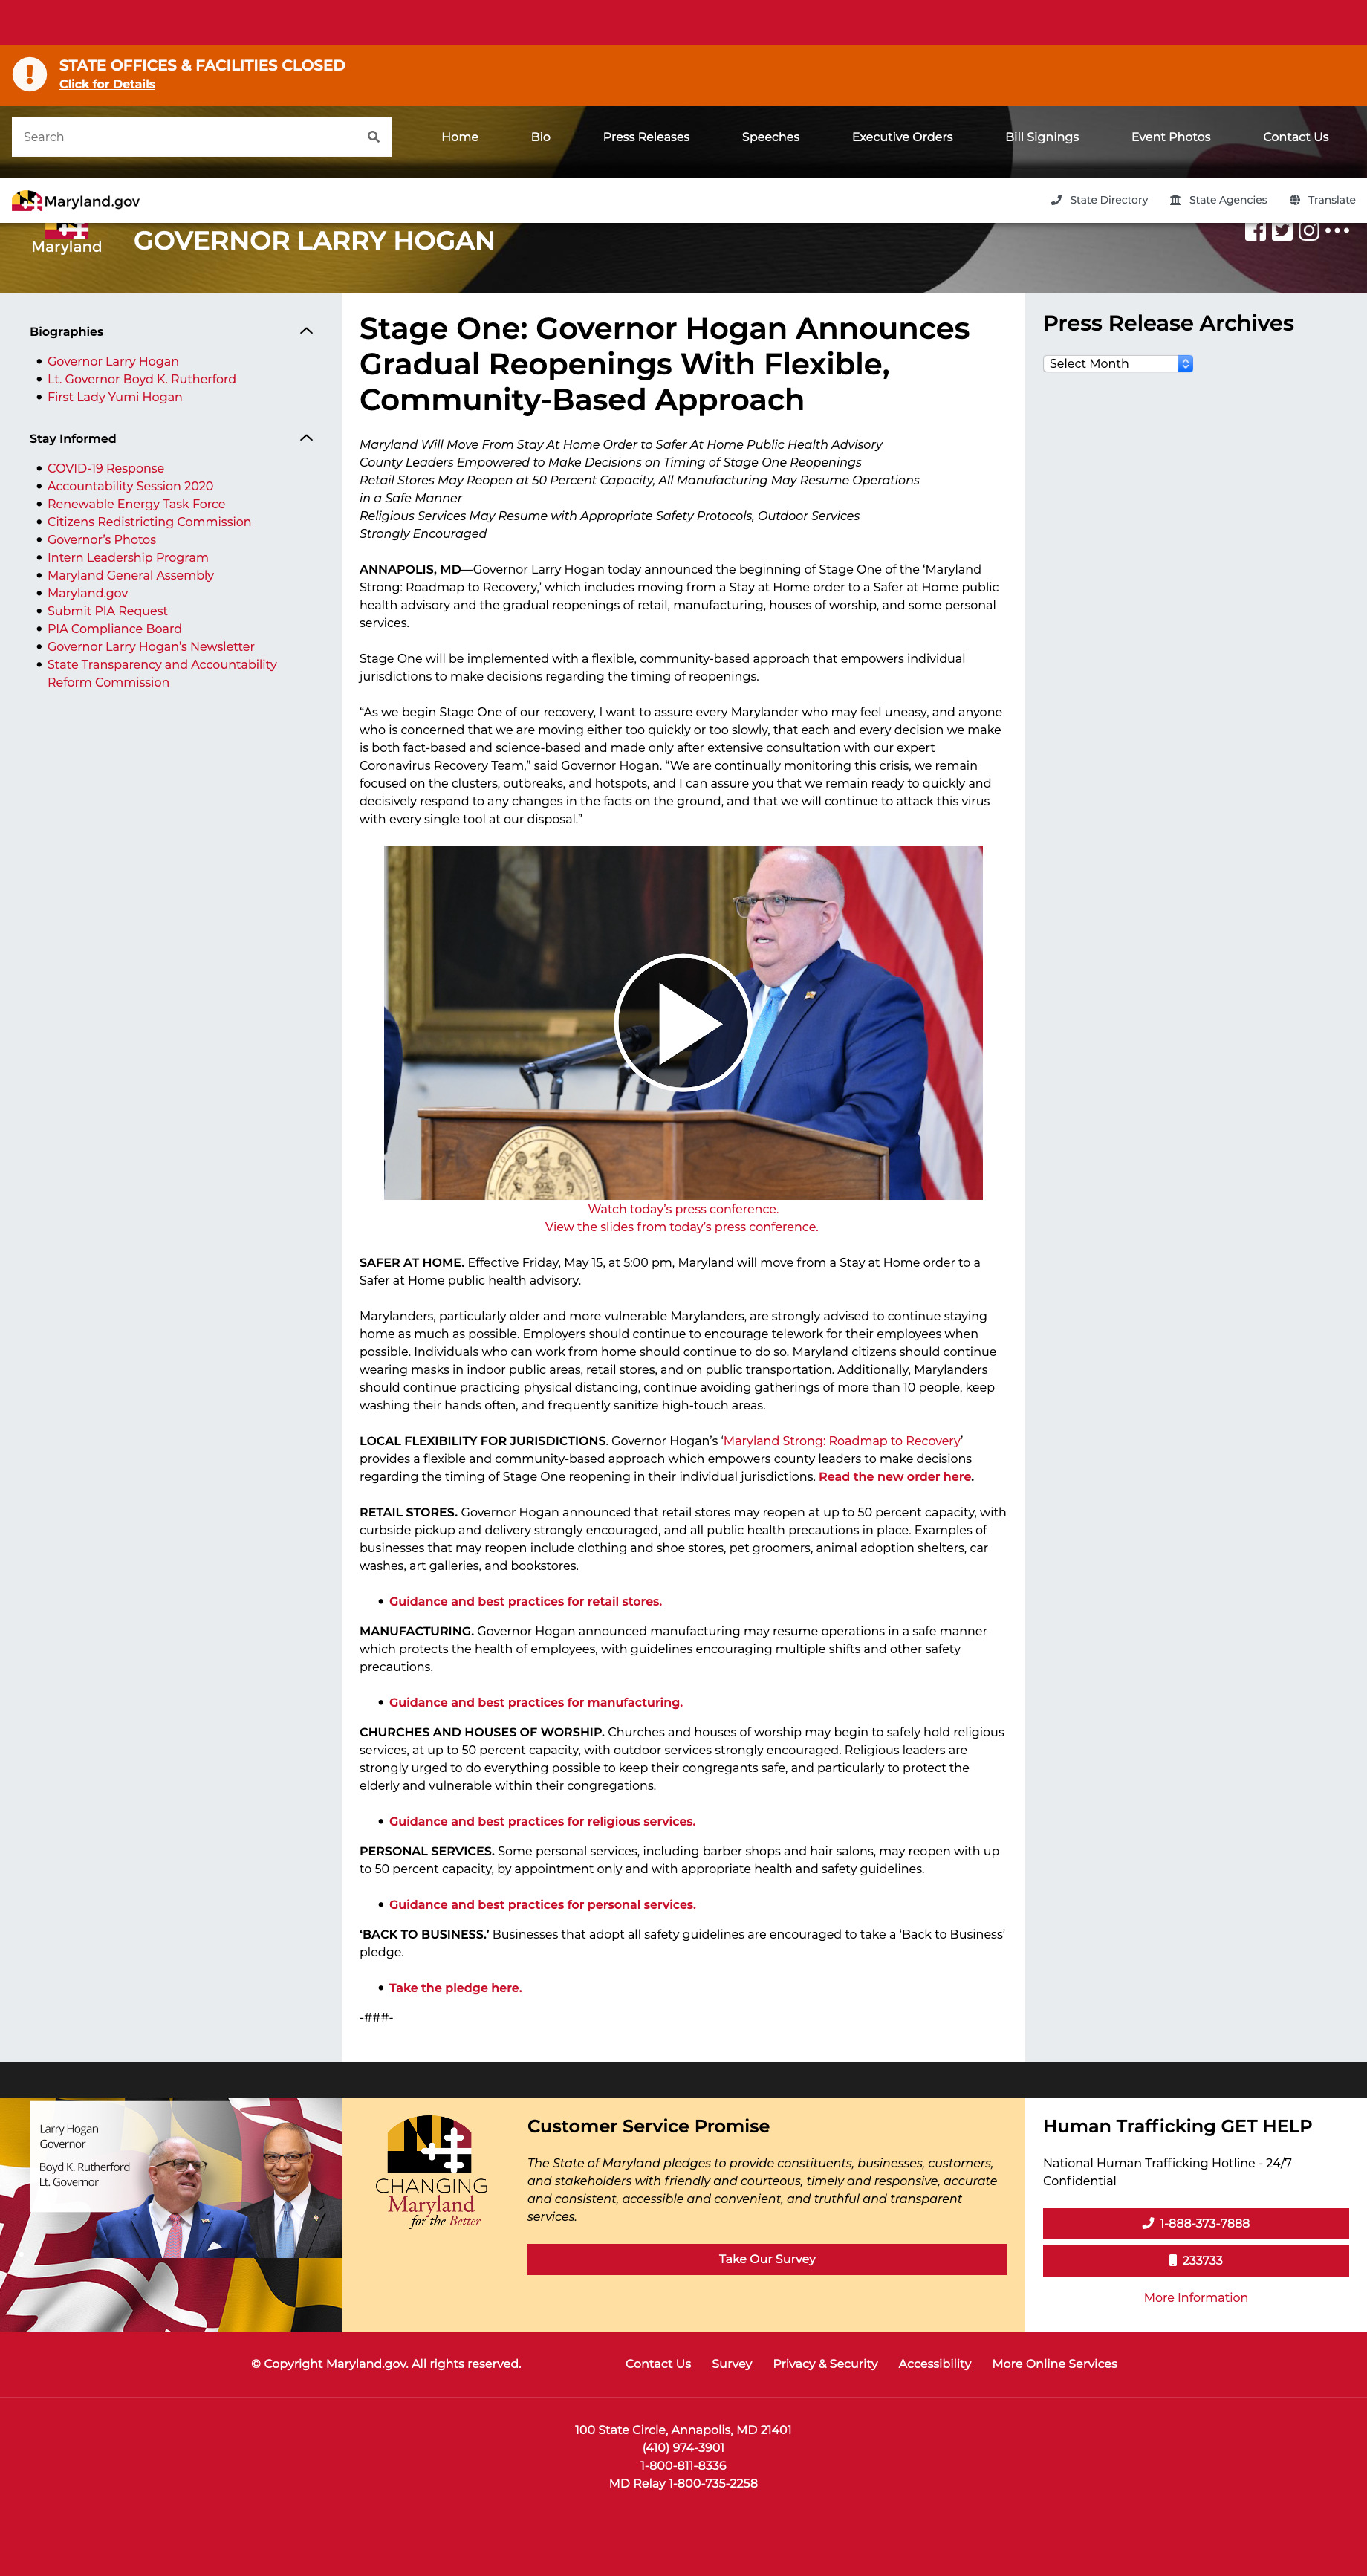 STATE OFFICES & FACILITIES CLOSED
Click for Details
Search
Home
Bio
Press Releases
Speeches
Executive Orders
Bill Signings
Event Photos
Contact Us
Maryland.gov
State Directory
State Agencies
Translate
Maryland
GOVERNOR LARRY HOGAN
Biographies
Governor Larry Hogan
Lt. Governor Boyd K. Rutherford
First Lady Yumi Hogan
Stay Informed
COVID-19 Response
Accountability Session 2020
Renewable Energy Task Force
Citizens Redistricting Commission
Governor’s Photos
Intern Leadership Program
Maryland General Assembly
Maryland.gov
Submit PIA Request
PIA Compliance Board
Governor Larry Hogan’s Newsletter
State Transparency and Accountability
Reform Commission
Stage One: Governor Hogan Announces
Gradual Reopenings With Flexible,
Community-Based Approach
Maryland Will Move From Stay At Home Order to Safer At Home Public Health Advisory
County Leaders Empowered to Make Decisions on Timing of Stage One Reopenings
Retail Stores May Reopen at 50 Percent Capacity, All Manufacturing May Resume Operations
in a Safe Manner
Religious Services May Resume with Appropriate Safety Protocols, Outdoor Services
Strongly Encouraged
ANNAPOLIS, MD—Governor Larry Hogan today announced the beginning of Stage One of the ‘Maryland
Strong: Roadmap to Recovery,’ which includes moving from a Stay at Home order to a Safer at Home public
health advisory and the gradual reopenings of retail, manufacturing, houses of worship, and some personal
services.
Stage One will be implemented with a flexible, community-based approach that empowers individual
jurisdictions to make decisions regarding the timing of reopenings.
“As we begin Stage One of our recovery, I want to assure every Marylander who may feel uneasy, and anyone
who is concerned that we are moving either too quickly or too slowly, that each and every decision we make
is both fact-based and science-based and made only after extensive consultation with our expert
Coronavirus Recovery Team,” said Governor Hogan. “We are continually monitoring this crisis, we remain
focused on the clusters, outbreaks, and hotspots, and I can assure you that we remain ready to quickly and
decisively respond to any changes in the facts on the ground, and that we will continue to attack this virus
with every single tool at our disposal.”
Watch today’s press conference.
View the slides from today’s press conference.
SAFER AT HOME. Effective Friday, May 15, at 5:00 pm, Maryland will move from a Stay at Home order to a
Safer at Home public health advisory.
Marylanders, particularly older and more vulnerable Marylanders, are strongly advised to continue staying
home as much as possible. Employers should continue to encourage telework for their employees when
possible. Individuals who can work from home should continue to do so. Maryland citizens should continue
wearing masks in indoor public areas, retail stores, and on public transportation. Additionally, Marylanders
should continue practicing physical distancing, continue avoiding gatherings of more than 10 people, keep
washing their hands often, and frequently sanitize high-touch areas.
LOCAL FLEXIBILITY FOR JURISDICTIONS. Governor Hogan’s ‘Maryland Strong: Roadmap to Recovery’
provides a flexible and community-based approach which empowers county leaders to make decisions
regarding the timing of Stage One reopening in their individual jurisdictions. Read the new order here.
RETAIL STORES. Governor Hogan announced that retail stores may reopen at up to 50 percent capacity, with
curbside pickup and delivery strongly encouraged, and all public health precautions in place. Examples of
businesses that may reopen include clothing and shoe stores, pet groomers, animal adoption shelters, car
washes, art galleries, and bookstores.
Guidance and best practices for retail stores.
MANUFACTURING. Governor Hogan announced manufacturing may resume operations in a safe manner
which protects the health of employees, with guidelines encouraging multiple shifts and other safety
precautions.
Guidance and best practices for manufacturing.
CHURCHES AND HOUSES OF WORSHIP. Churches and houses of worship may begin to safely hold religious
services, at up to 50 percent capacity, with outdoor services strongly encouraged. Religious leaders are
strongly urged to do everything possible to keep their congregants safe, and particularly to protect the
elderly and vulnerable within their congregations.
Guidance and best practices for religious services.
PERSONAL SERVICES. Some personal services, including barber shops and hair salons, may reopen with up
to 50 percent capacity, by appointment only and with appropriate health and safety guidelines.
Guidance and best practices for personal services.
‘BACK TO BUSINESS.’ Businesses that adopt all safety guidelines are encouraged to take a ‘Back to Business’
pledge.
Take the pledge here.
-###-
Press Release Archives
Select Month
Larry Hogan
Governor
Boyd K. Rutherford
Lt. Governor
CHANGING
Maryland
for the Better
Customer Service Promise
The State of Maryland pledges to provide constituents, businesses, customers,
and stakeholders with friendly and courteous, timely and responsive, accurate
and consistent, accessible and convenient, and truthful and transparent
services.
Take Our Survey
Human Trafficking GET HELP
National Human Trafficking Hotline - 24/7
Confidential
1-888-373-7888
233733
More Information
© Copyright Maryland.gov. All rights reserved.
Contact Us
Survey
Privacy & Security
Accessibility
More Online Services
100 State Circle, Annapolis, MD 21401
(410) 974-3901
1-800-811-8336
MD Relay 1-800-735-2258